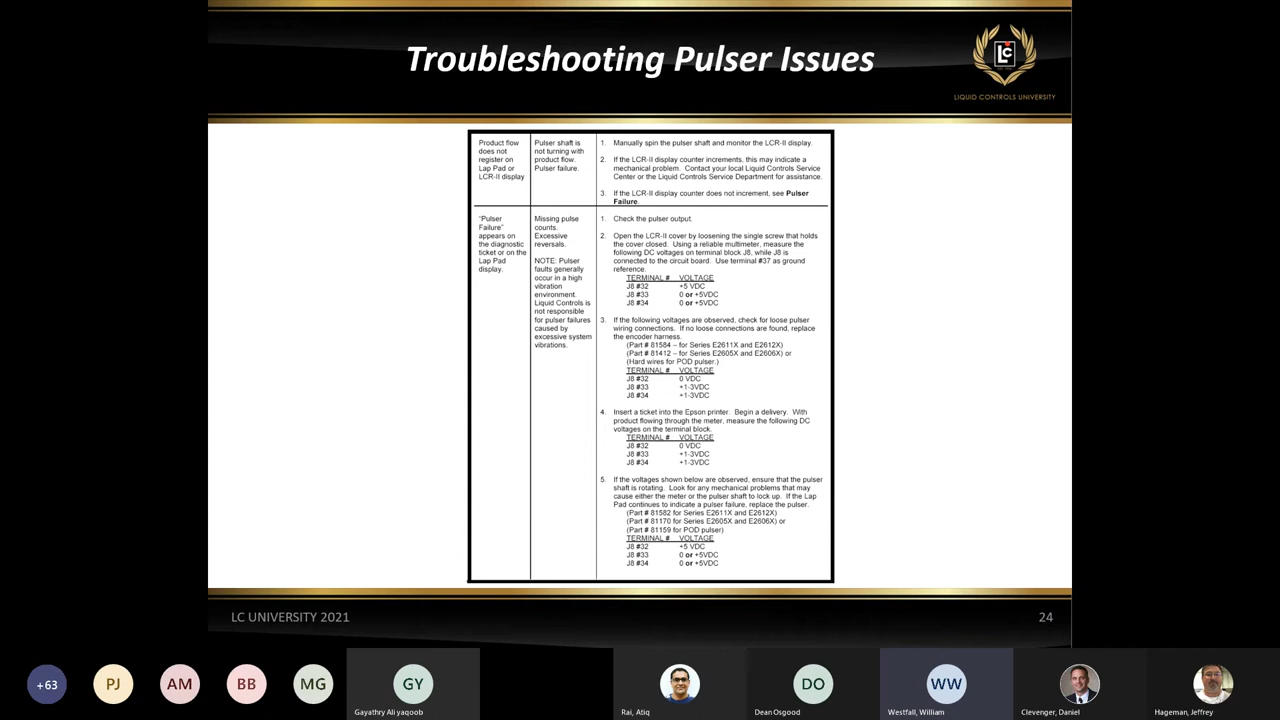 Troubleshooting Pulser Issues
LC
LIQUID CONTROLS UNIVERSITY
Product flow
does not
register on
Lap Pad or
LCR-II display
Pulser shaft is
not turning with
product flow.
Pulser failure.
1. Manually spin the pulser shaft and monitor the LCR-II display.
2. If the LCR-II display counter increments, this may indicate a
mechanical problem. Contact your local Liquid Controls Service
Center or the Liquid Controls Service Department for assistance.
3. If the LCR-II display counter does not increment, see Pulser
Failure.
"Pulser
Failure"
appears on
the diagnostic
ticket or on the
Lap Pad
display.
Missing pulse
counts.
Excessive
reversals.
NOTE: Pulser
faults generally
occur in a high
vibration
environment.
Liquid Controls is
not responsible
for pulser failures
caused by
excessive system
vibrations.
1. Check the pulser output.
2. Open the LCR-II cover by loosening the single screw that holds
the cover closed. Using a reliable multimeter, measure the
following DC voltages on terminal block J8, while J8 is
connected to the circuit board. Use terminal #37 as ground
reference.
TERMINAL # VOLTAGE
J8 #32 +5 VDC
J8 #33 0 or +5VDC
J8 #34 0 or +5VDC
3. If the following voltages are observed, check for loose pulser
wiring connections. If no loose connections are found, replace
the encoder harness.
(Part # 81584 – for Series E2611X and E2612X)
(Part # 81412 – for Series E2605X and E2606X) or
(Hard wires for POD pulser.)
TERMINAL # VOLTAGE
J8 #32 0 VDC
J8 #33 +1-3VDC
J8 #34 +1-3VDC
4. Insert a ticket into the Epson printer. Begin a delivery. With
product flowing through the meter, measure the following DC
voltages on the terminal block.
TERMINAL # VOLTAGE
J8 #32 0 VDC
J8 #33 +1-3VDC
J8 #34 +1-3VDC
5. If the voltages shown below are observed, ensure that the pulser
shaft is rotating. Look for any mechanical problems that may
cause either the meter or the pulser shaft to lock up. If the Lap
Pad continues to indicate a pulser failure, replace the pulser.
(Part # 81582 for Series E2611X and E2612X)
(Part # 81170 for Series E2605X and E2606X) or
(Part # 81159 for POD pulser)
TERMINAL # VOLTAGE
J8 #32 +5 VDC
J8 #33 0 or +5VDC
J8 #34 0 or +5VDC
LC UNIVERSITY 2021
24
+63
PJ
AM
BB
MG
GY
Gayathry Ali yaqoob
Rai, Atiq
DO
Dean Osgood
WW
Westfall, William
Clevenger, Daniel
Hageman, Jeffrey